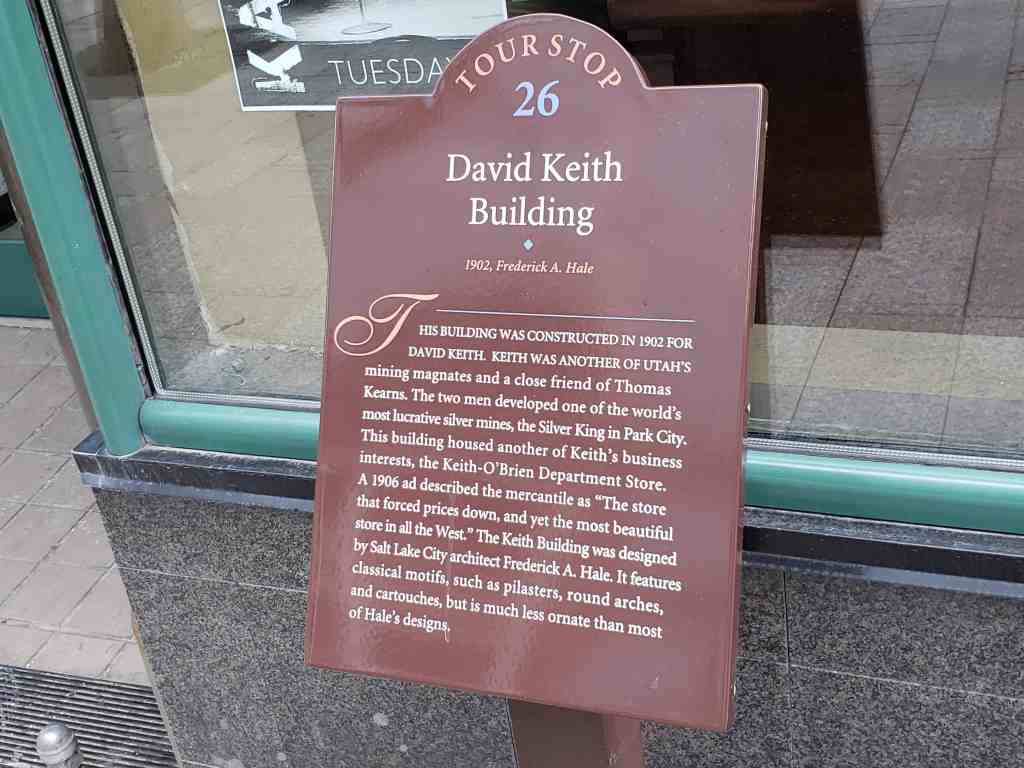 TUESDAY
TOUR STOP
26
David Keith
Building
1902, Frederick A. Hale
THIS BUILDING WAS CONSTRUCTED IN 1902 FOR
DAVID KEITH. KEITH WAS ANOTHER OF UTAH'S
mining magnates and a close friend of Thomas
Kearns. The two men developed one of the world's
most lucrative silver mines, the Silver King in Park City.
This building housed another of Keith's business
interests, the Keith-O'Brien Department Store.
A 1906 ad described the mercantile as "The store
that forced prices down, and yet the most beautiful
store in all the West." The Keith Building was designed
by Salt Lake City architect Frederick A. Hale. It features
classical motifs, such as pilasters, round arches,
and cartouches, but is much less ornate than most
of Hale's designs.